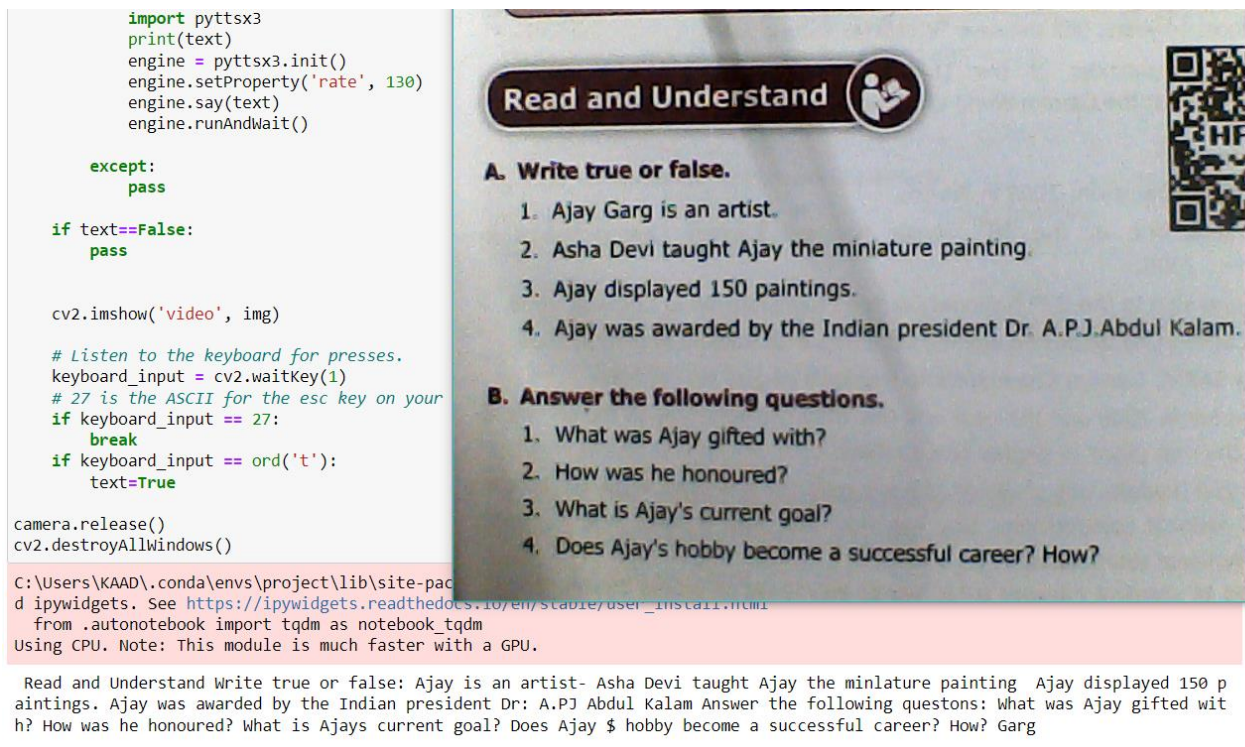 import pyttsx3
print(text)
engine = pyttsx3.init()
engine.setProperty('rate', 130)
engine.say(text)
engine.runAndWait()
except:
pass
if text==False:
pass
cv2.imshow('video', img)
# Listen to the keyboard for presses.
keyboard_input = cv2.waitKey(1)
# 27 is the ASCII for the esc key on your
if keyboard_input == 27:
break
if keyboard_input == ord('t'):
text=True
camera.release()
cv2.destroyAllWindows()
Read and Understand
A. Write true or false.
1. Ajay Garg is an artist.
2. Asha Devi taught Ajay the miniature painting.
3. Ajay displayed 150 paintings.
4. Ajay was awarded by the Indian president Dr. A.P.J.Abdul Kalam.
B. Answer the following questions.
1. What was Ajay gifted with?
2. How was he honoured?
3. What is Ajay's current goal?
4. Does Ajay's hobby become a successful career? How?
C:\Users\KAAD\.conda\envs\project\lib\site-pac
d ipywidgets. See https://ipywidgets.readthedocs.io/en/stable/user_install.html
from .autonotebook import tqdm as notebook_tqdm
Using CPU. Note: This module is much faster with a GPU.
Read and Understand Write true or false: Ajay is an artist- Asha Devi taught Ajay the minlature painting Ajay displayed 150 p
aintings. Ajay was awarded by the Indian president Dr: A.PJ Abdul Kalam Answer the following questons: What was Ajay gifted wit
h? How was he honoured? What is Ajays current goal? Does Ajay $ hobby become a successful career? How? Garg